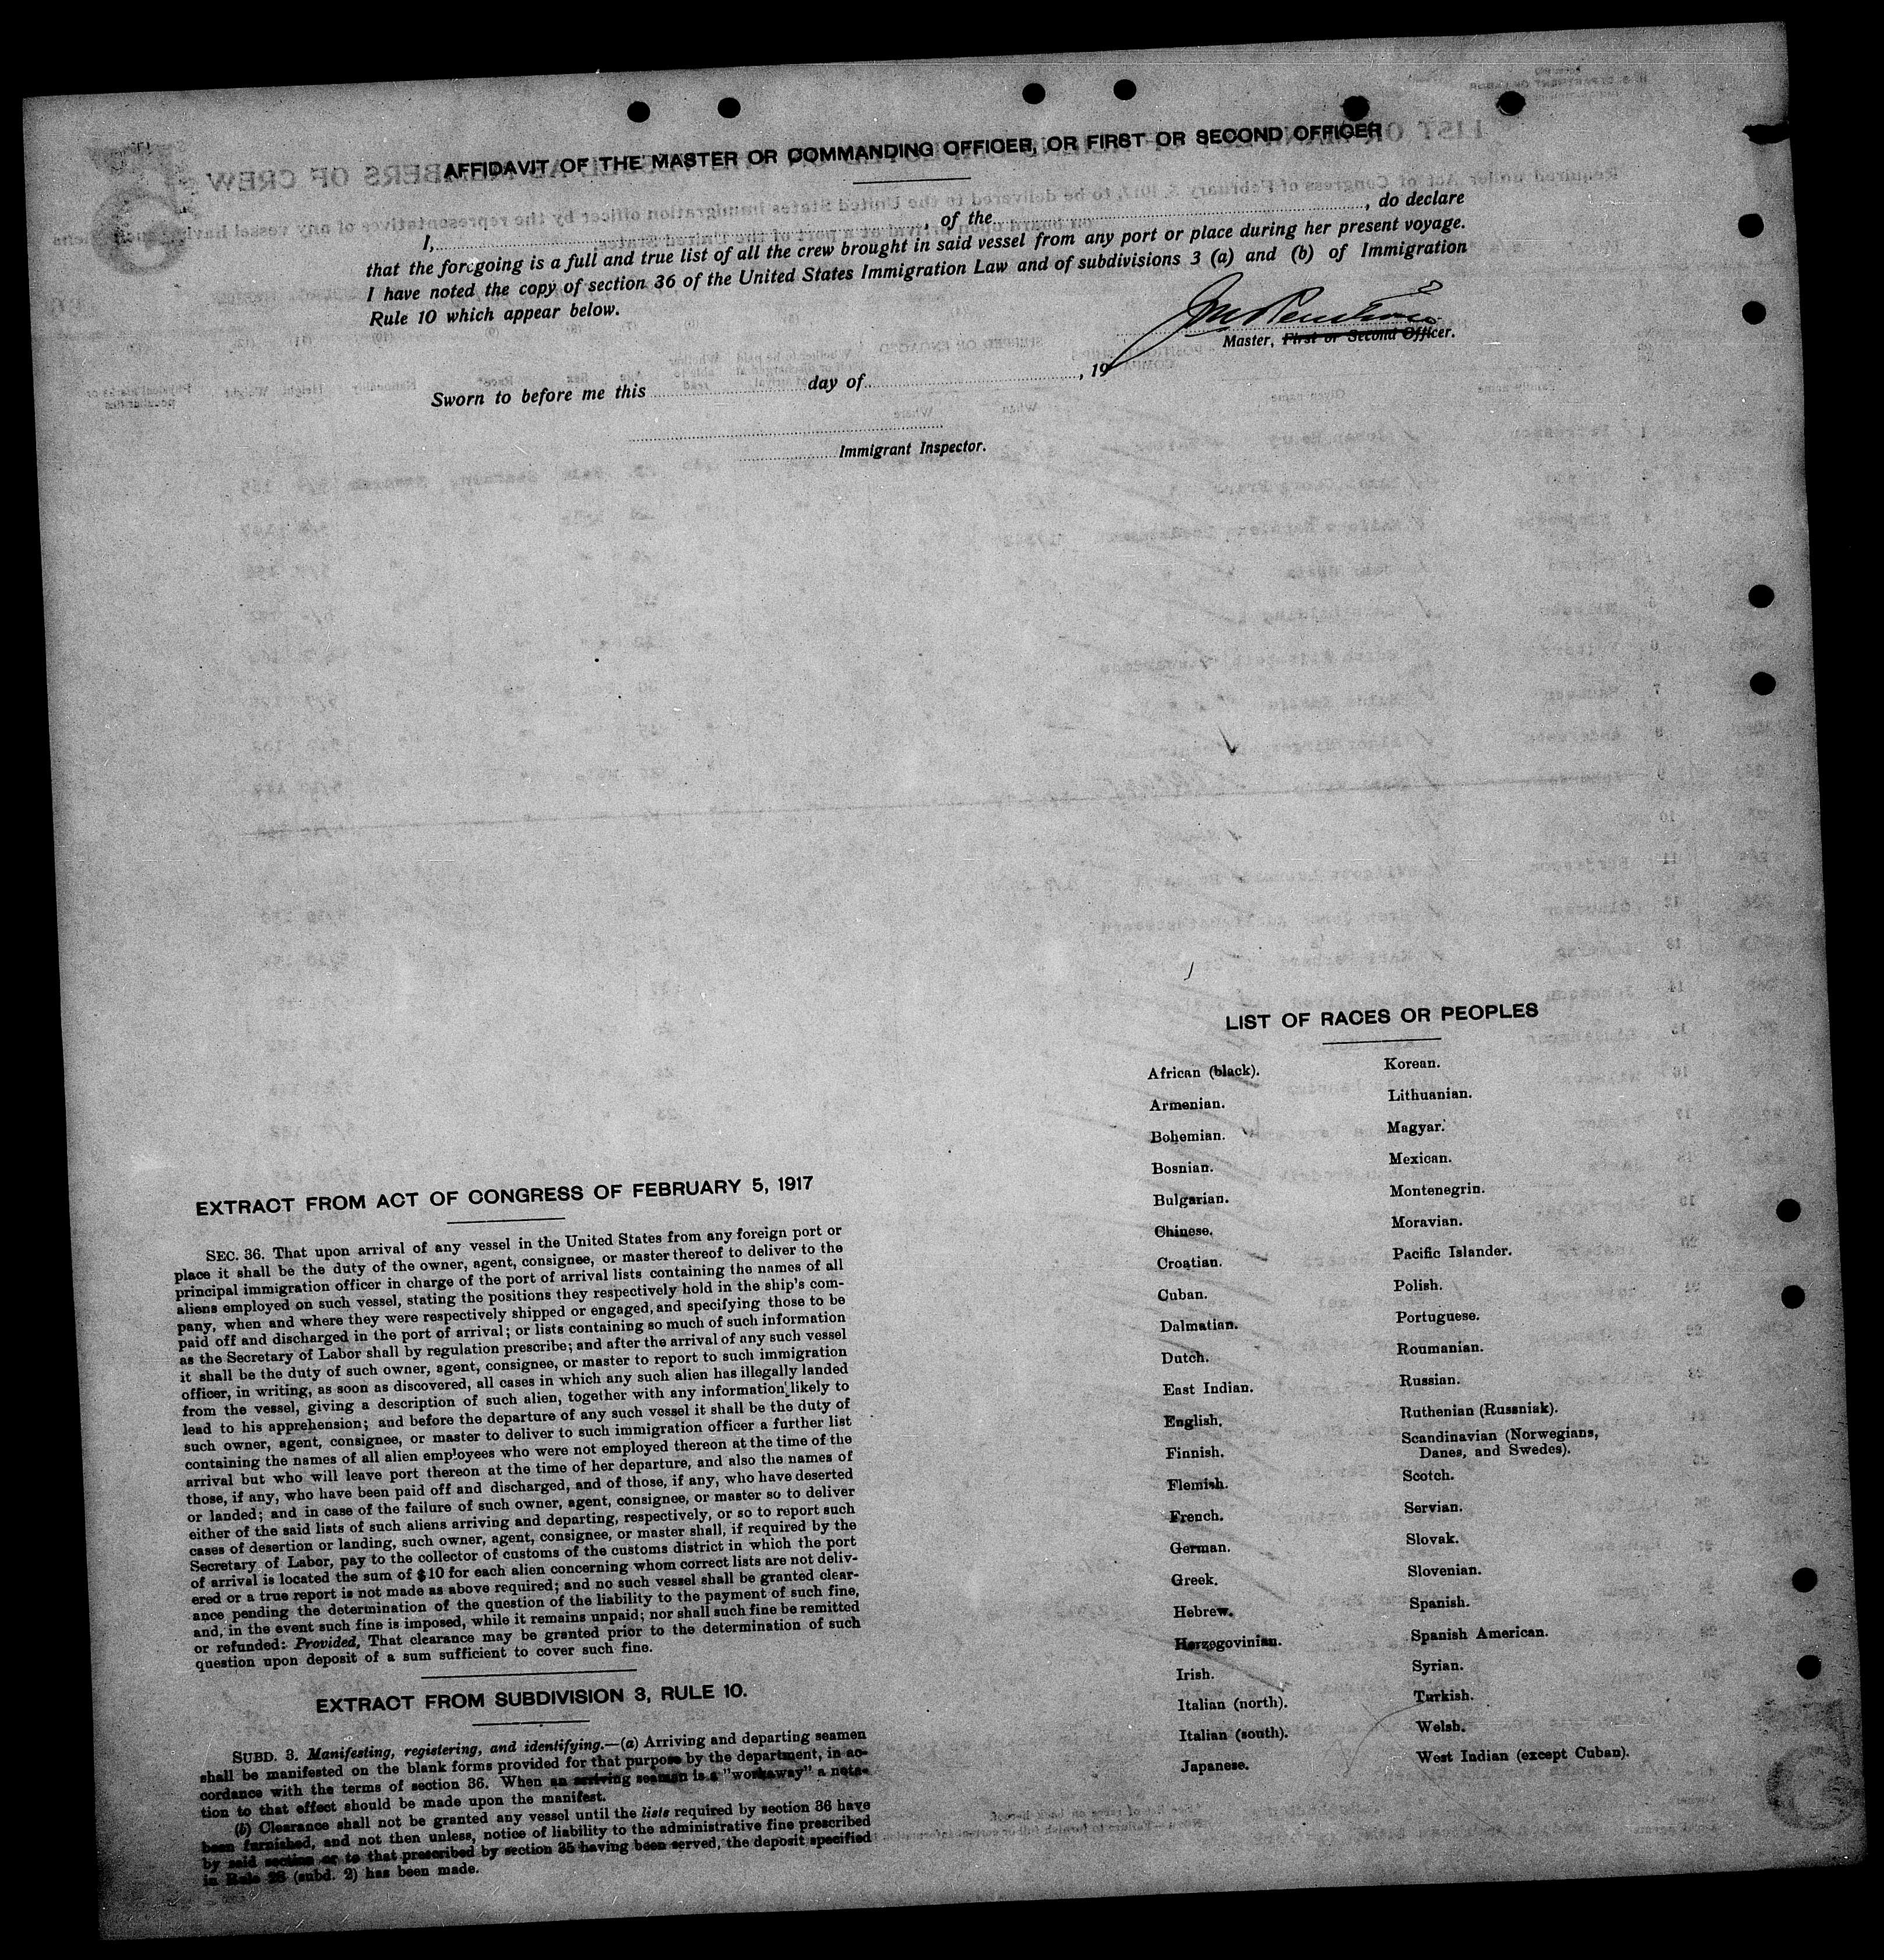 AFFIDAVIT OF THE MASTER OR COMMANDING OFFICER, OR FIRST OR SECOND OFFICER
I, , of the , do declare
that the foregoing is a full and true list of all the crew brought in said vessel from any port or place during her present voyage.
I have noted the copy of section 36 of the United States Immigration Law and of subdivisions 3 (a) and (b) of Immigration
Rule 10 which appear below.
Master, First or Second Officer.
Sworn to before me this day of , 19
Immigrant Inspector.
EXTRACT FROM ACT OF CONGRESS OF FEBRUARY 5, 1917
SEC. 36. That upon arrival of any vessel in the United States from any foreign port or
place it shall be the duty of the owner, agent, consignee, or master thereof to deliver to the
principal immigration officer in charge of the port of arrival lists containing the names of all
aliens employed on such vessel, stating the positions they respectively hold in the ship's com-
pany, when and where they were respectively shipped or engaged, and specifying those to be
paid off and discharged in the port of arrival; or lists containing so much of such information
as the Secretary of Labor shall by regulation prescribe; and after the arrival of any such vessel
it shall be the duty of such owner, agent, consignee, or master to report to such immigration
officer, in writing, as soon as discovered, all cases in which any such alien has illegally landed
from the vessel, giving a description of such alien, together with any information likely to
lead to his apprehension; and before the departure of any such vessel it shall be the duty of
such owner, agent, consignee, or master to deliver to such immigration officer a further list
containing the names of all alien employees who were not employed thereon at the time of the
arrival but who will leave port thereon at the time of her departure, and also the names of
those, if any, who have been paid off and discharged, and of those, if any, who have deserted
or landed; and in case of the failure of such owner, agent, consignee, or master so to deliver
either of the said lists of such aliens arriving and departing, respectively, or so to report such
cases of desertion or landing, such owner, agent, consignee, or master shall, if required by the
Secretary of Labor, pay to the collector of customs of the customs district in which the port
of arrival is located the sum of $10 for each alien concerning whom correct lists are not deliv-
ered or a true report is not made as above required; and no such vessel shall be granted clear-
ance pending the determination of the question of the liability to the payment of such fine,
and, in the event such fine is imposed, while it remains unpaid; nor shall such fine be remitted
or refunded: Provided, That clearance may be granted prior to the determination of such
question upon deposit of a sum sufficient to cover such fine.
EXTRACT FROM SUBDIVISION 3, RULE 10.
SUBD. 3. Manifesting, registering, and identifying.—(a) Arriving and departing seamen
shall be manifested on the blank forms provided for that purpose by the department, in ac-
cordance with the terms of section 36. When an arriving seaman is a "workaway" a nota-
tion to that effect should be made upon the manifest.
(b) Clearance shall not be granted any vessel until the lists required by section 36 have
been furnished, and not then unless, notice of liability to the administrative fine prescribed
by said section or to that prescribed by section 35 having been served, the deposit specified
in Rule 28 (subd. 2) has been made.
LIST OF RACES OR PEOPLES
African (black).
Armenian.
Bohemian.
Bosnian.
Bulgarian.
Chinese.
Croatian.
Cuban.
Dalmatian.
Dutch.
East Indian.
English.
Finnish.
Flemish.
French.
German.
Greek.
Hebrew.
Herzegovinian.
Irish.
Italian (north).
Italian (south).
Japanese.
Korean.
Lithuanian.
Magyar.
Mexican.
Montenegrin.
Moravian.
Pacific Islander.
Polish.
Portuguese.
Roumanian.
Russian.
Ruthenian (Russniak).
Scandinavian (Norwegians,
Danes, and Swedes).
Scotch.
Servian.
Slovak.
Slovenian.
Spanish.
Spanish American.
Syrian.
Turkish.
Welsh.
West Indian (except Cuban).